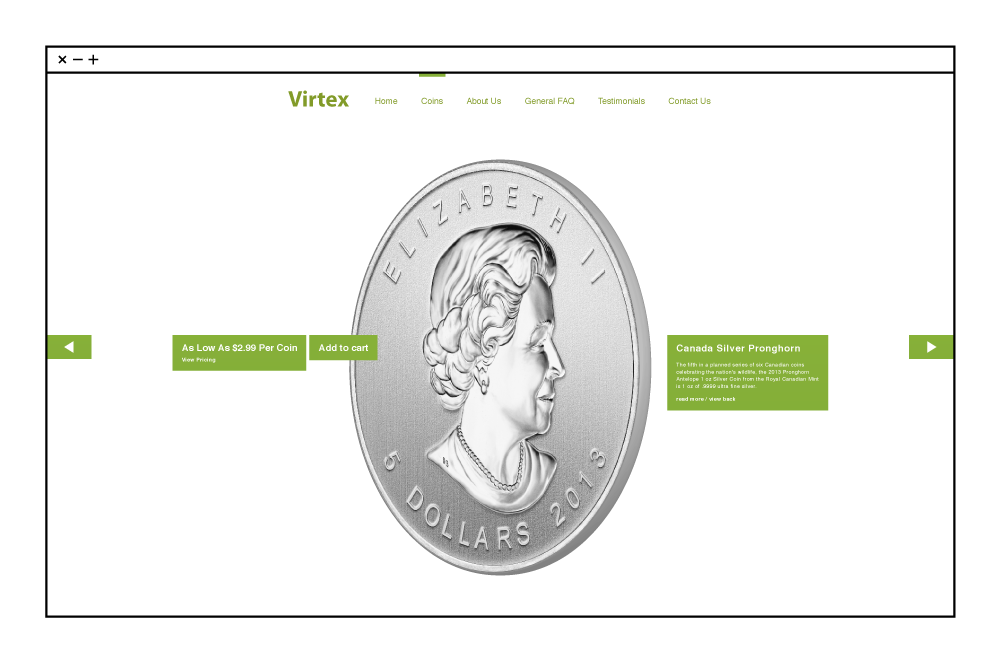 Virtex
Home Coins About Us General FAQ Testimonials Contact Us
ELIZABETH II
As Low As $2.99 Per Coin
View Pricing
Add to cart
Canada Silver Pronghorn
The fifth in a planned series of six Canadian coins
celebrating the nation's wildlife, the 2013 Pronghorn
Antelope 1 oz Silver Coin from the Royal Canadian Mint
is 1 oz of .9999 ultra fine silver.
read more / view back
5 DOLLARS 2013